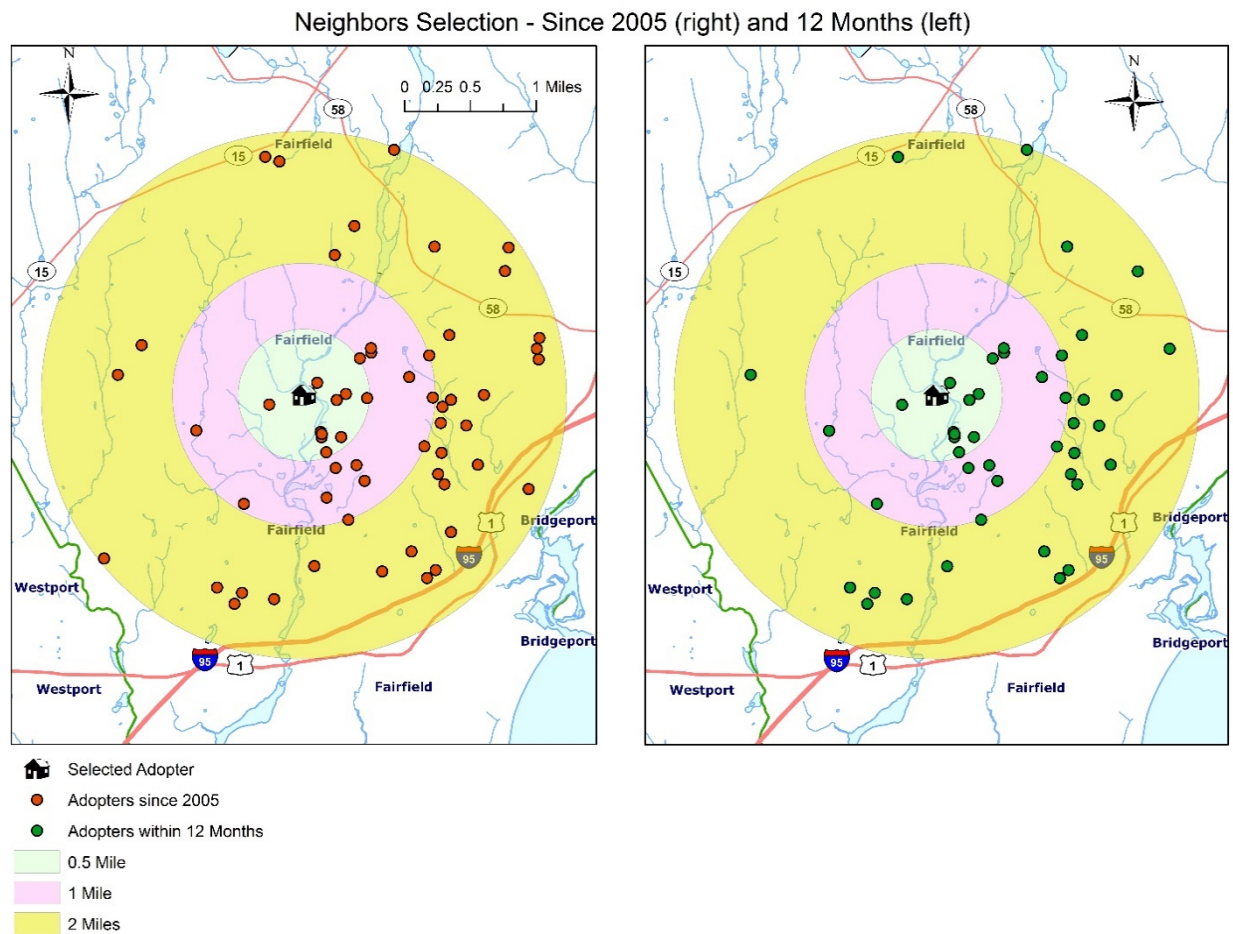 Neighbors Selection - Since 2005 (right) and 12 Months (left)
N
0 0.25 0.5 1 Miles
58
Fairfield
15
15
58
Fairfield
Fairfield
1
Bridgeport
95
Westport
Bridgeport
95
1
Westport
Fairfield
N
58
Fairfield
15
15
58
Fairfield
Fairfield
1
Bridgeport
95
Westport
Bridgeport
95
1
Westport
Fairfield
Selected Adopter
Adopters since 2005
Adopters within 12 Months
0.5 Mile
1 Mile
2 Miles